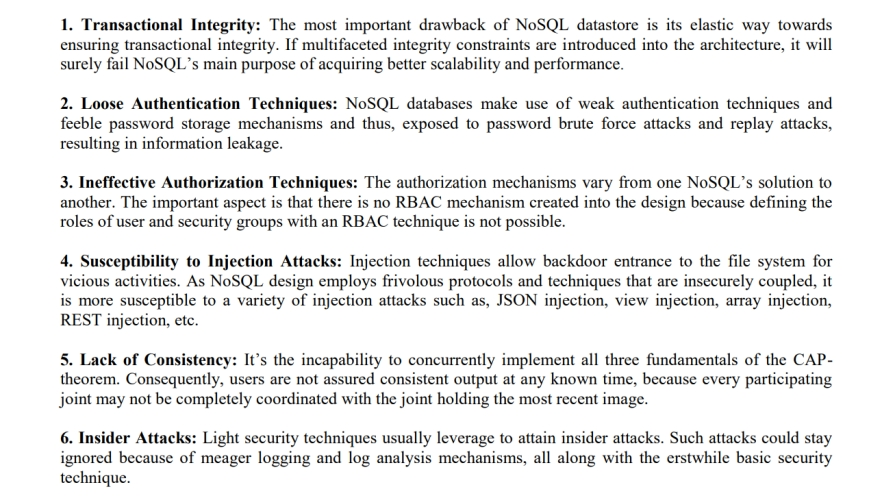 1. Transactional Integrity: The most important drawback of NoSQL datastore is its elastic way towards
ensuring transactional integrity. If multifaceted integrity constraints are introduced into the architecture, it will
surely fail NoSQL’s main purpose of acquiring better scalability and performance.
2. Loose Authentication Techniques: NoSQL databases make use of weak authentication techniques and
feeble password storage mechanisms and thus, exposed to password brute force attacks and replay attacks,
resulting in information leakage.
3. Ineffective Authorization Techniques: The authorization mechanisms vary from one NoSQL’s solution to
another. The important aspect is that there is no RBAC mechanism created into the design because defining the
roles of user and security groups with an RBAC technique is not possible.
4. Susceptibility to Injection Attacks: Injection techniques allow backdoor entrance to the file system for
vicious activities. As NoSQL design employs frivolous protocols and techniques that are insecurely coupled, it
is more susceptible to a variety of injection attacks such as, JSON injection, view injection, array injection,
REST injection, etc.
5. Lack of Consistency: It’s the incapability to concurrently implement all three fundamentals of the CAP-
theorem. Consequently, users are not assured consistent output at any known time, because every participating
joint may not be completely coordinated with the joint holding the most recent image.
6. Insider Attacks: Light security techniques usually leverage to attain insider attacks. Such attacks could stay
ignored because of meager logging and log analysis mechanisms, all along with the erstwhile basic security
technique.